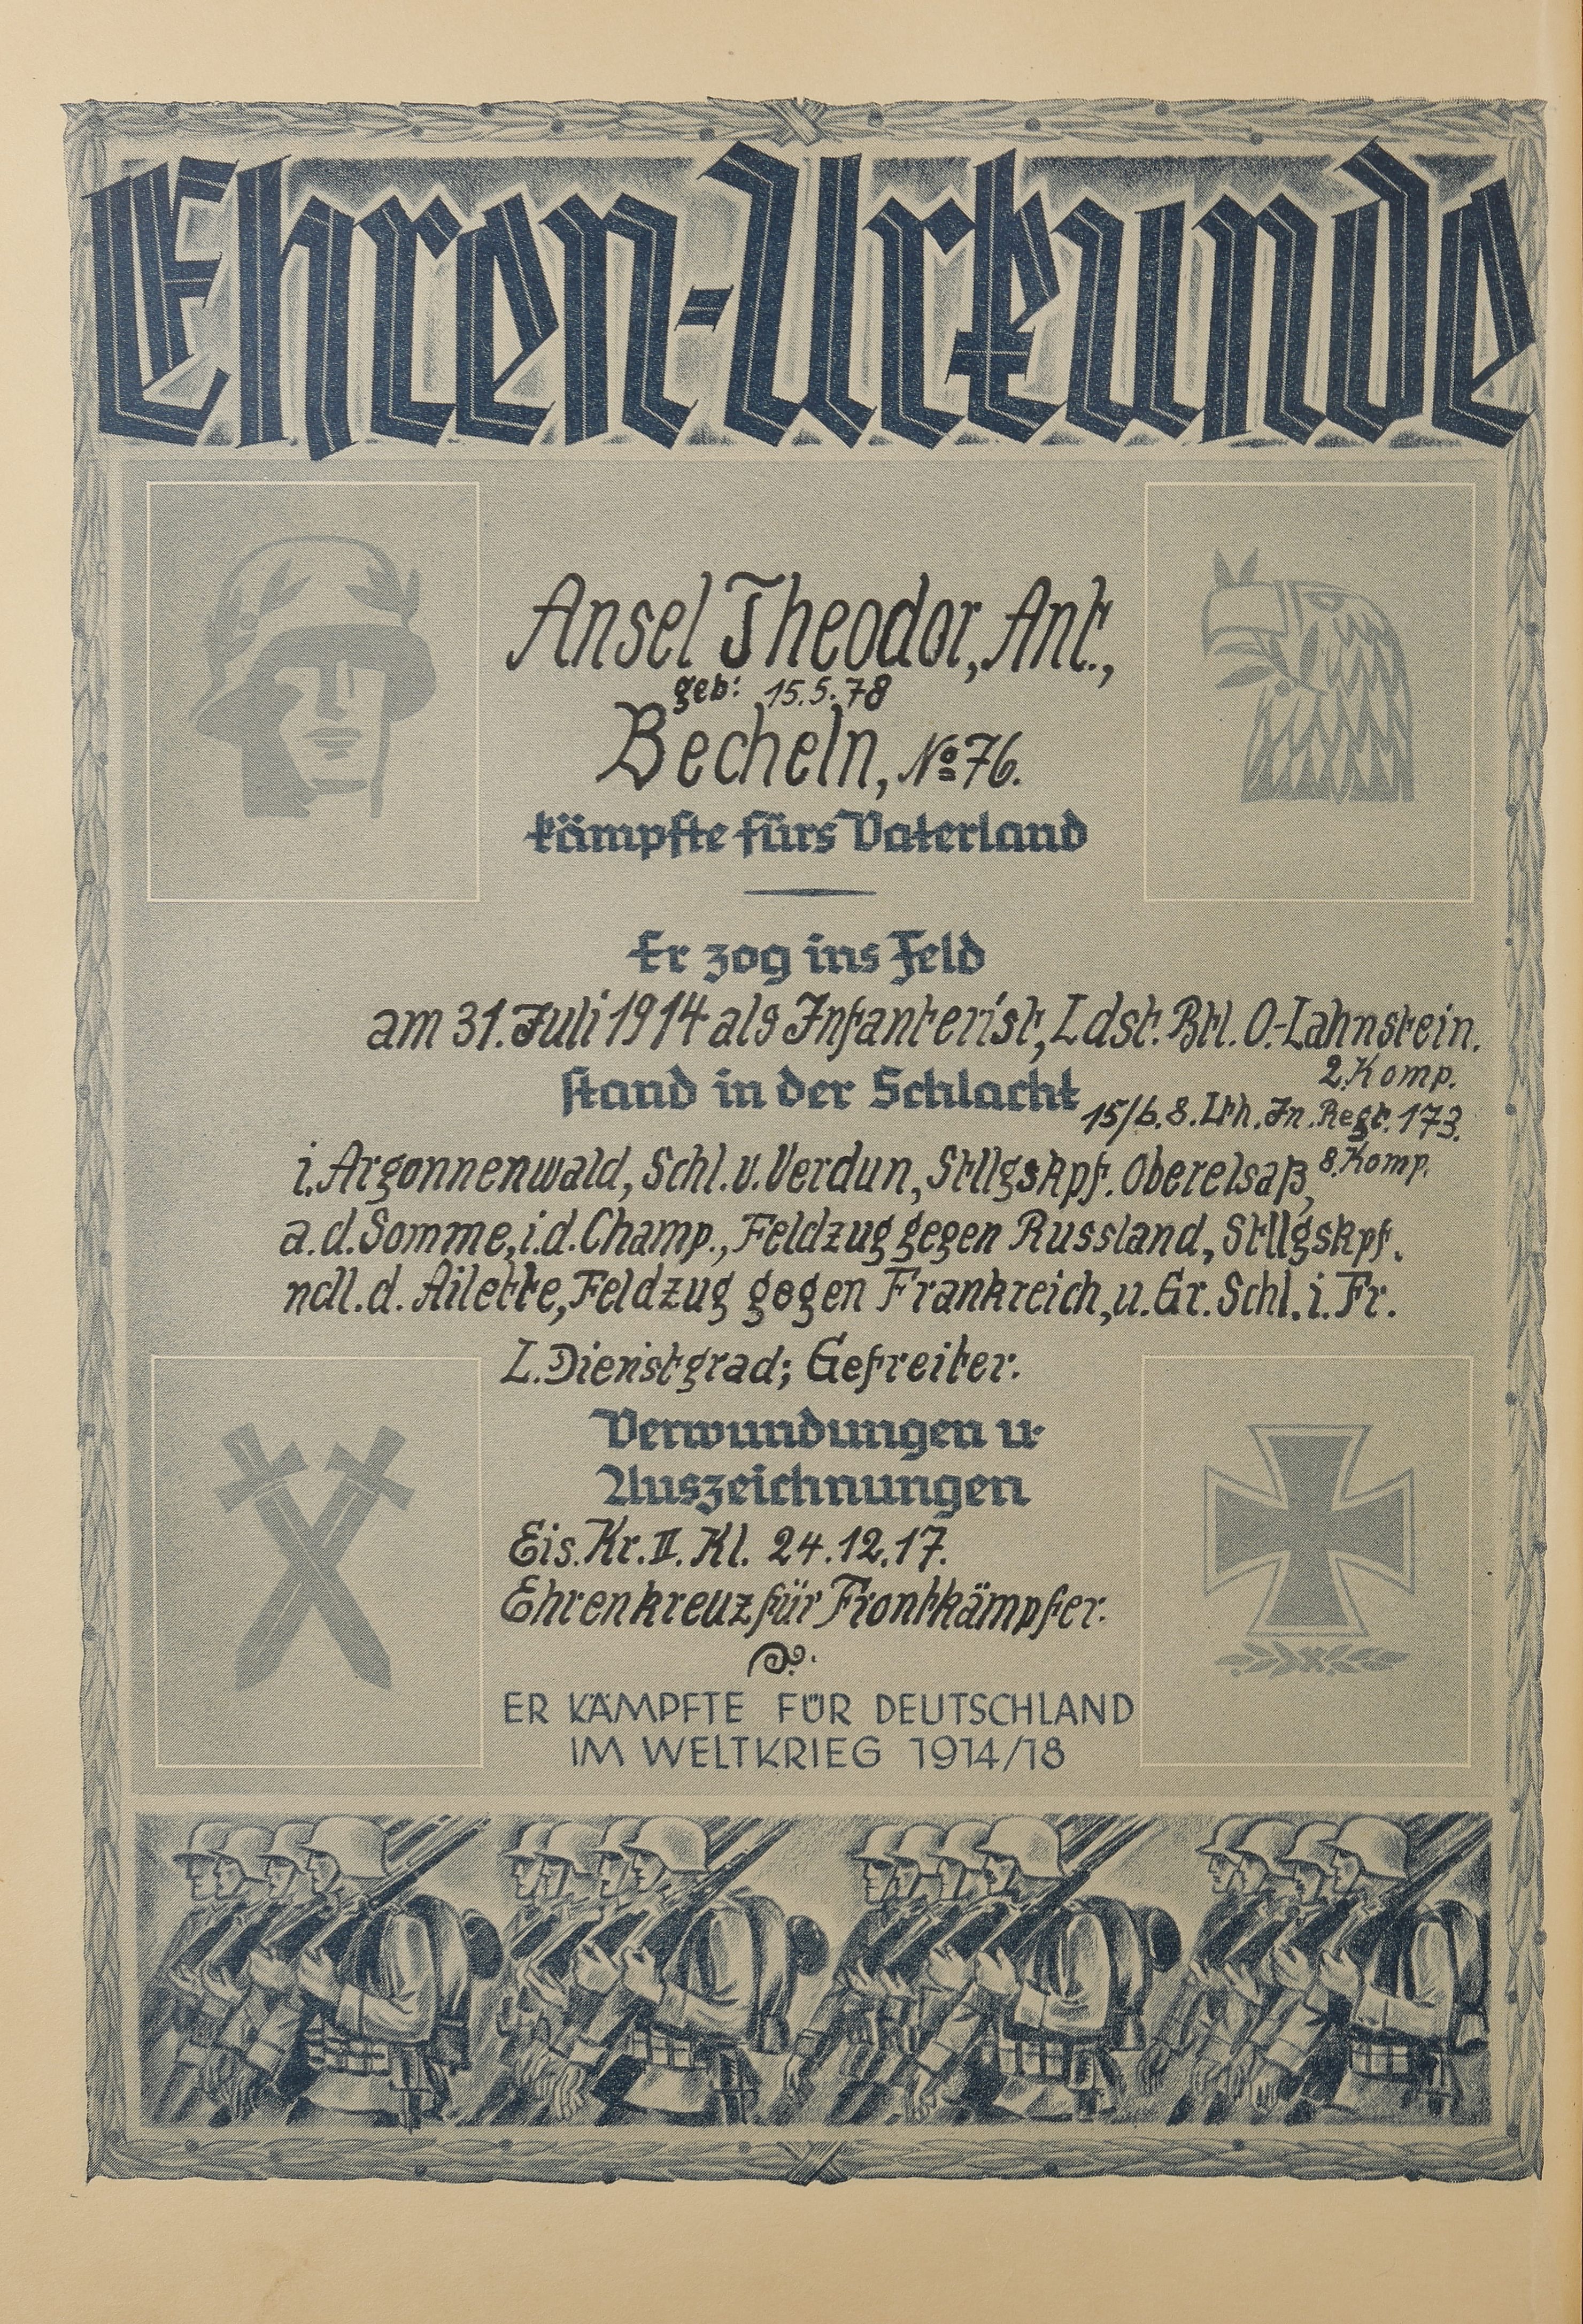 Ehren-Urkunde
Ansel Theodor, Ant.,
geb: 15.5.78
Becheln, No 76.
kämpfte fürs Vaterland
Er zog ins Feld
am 31. Juli 1914 als Infanterist, Ldst. Btl. O.-Lahnstein.
2. Komp.
stand in der Schlacht
15/6. 8. Lth. In. Regt. 173.
8. Komp.
i. Argonnenwald, Schl. v. Verdun, Stllgskpf. Oberelsaß,
a. d. Somme, i. d. Champ., Feldzug gegen Russland, Stllgskpf.
ndl. d. Ailette, Feldzug gegen Frankreich, u. Gr. Schl. i. Fr.
L. Dienstgrad; Gefreiter.
Verwundungen u.
Auszeichnungen
Eis. Kr. II. Kl. 24.12.17.
Ehrenkreuz für Frontkämpfer.
ER KÄMPFTE FÜR DEUTSCHLAND
IM WELTKRIEG 1914/18